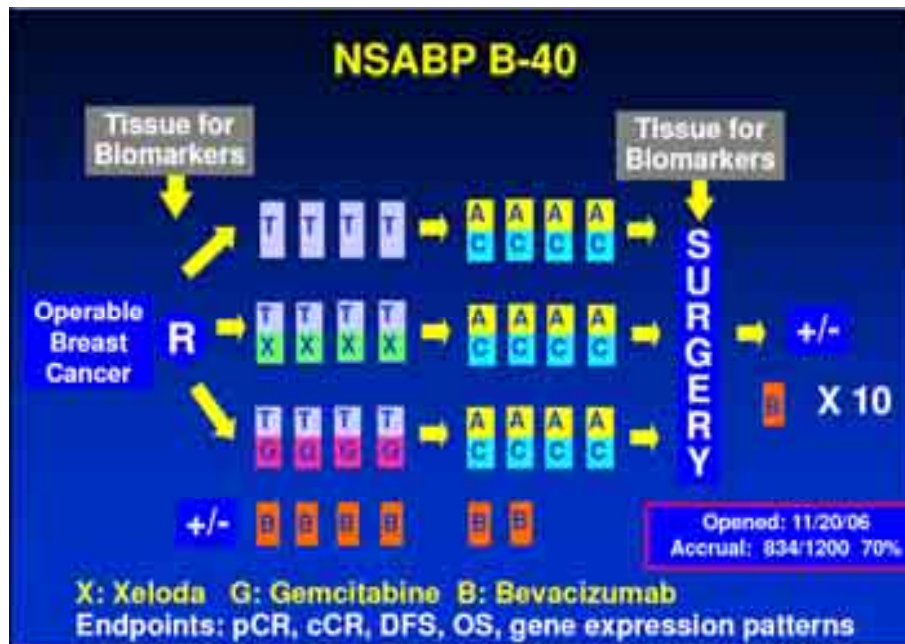 NSABP B-40
Tissue for
Biomarkers
Tissue for
Biomarkers
T T T T
A A A A
C C C C
Operable
Breast
Cancer
R
T T T T
X X X X
A A A A
C C C C
T T T T
G G G G
A A A A
C C C C
SURGERY
+/-
B X 10
+/- B B B B B B
Opened: 11/20/06
Accrual: 834/1200 70%
X: Xeloda G: Gemcitabine B: Bevacizumab
Endpoints: pCR, cCR, DFS, OS, gene expression patterns